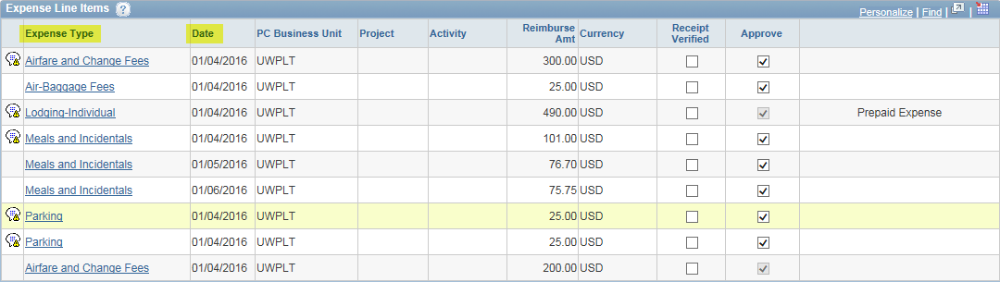 Expense Line Items ? Personalize | Find | |
Expense Type Date PC Business Unit Project Activity Reimburse Amt Currency Receipt Verified Approve
Airfare and Change Fees 01/04/2016 UWPLT 300.00 USD
Air-Baggage Fees 01/04/2016 UWPLT 25.00 USD
Lodging-Individual 01/04/2016 UWPLT 490.00 USD Prepaid Expense
Meals and Incidentals 01/04/2016 UWPLT 101.00 USD
Meals and Incidentals 01/05/2016 UWPLT 76.70 USD
Meals and Incidentals 01/06/2016 UWPLT 75.75 USD
Parking 01/04/2016 UWPLT 25.00 USD
Parking 01/04/2016 UWPLT 25.00 USD
Airfare and Change Fees 01/04/2016 UWPLT 200.00 USD